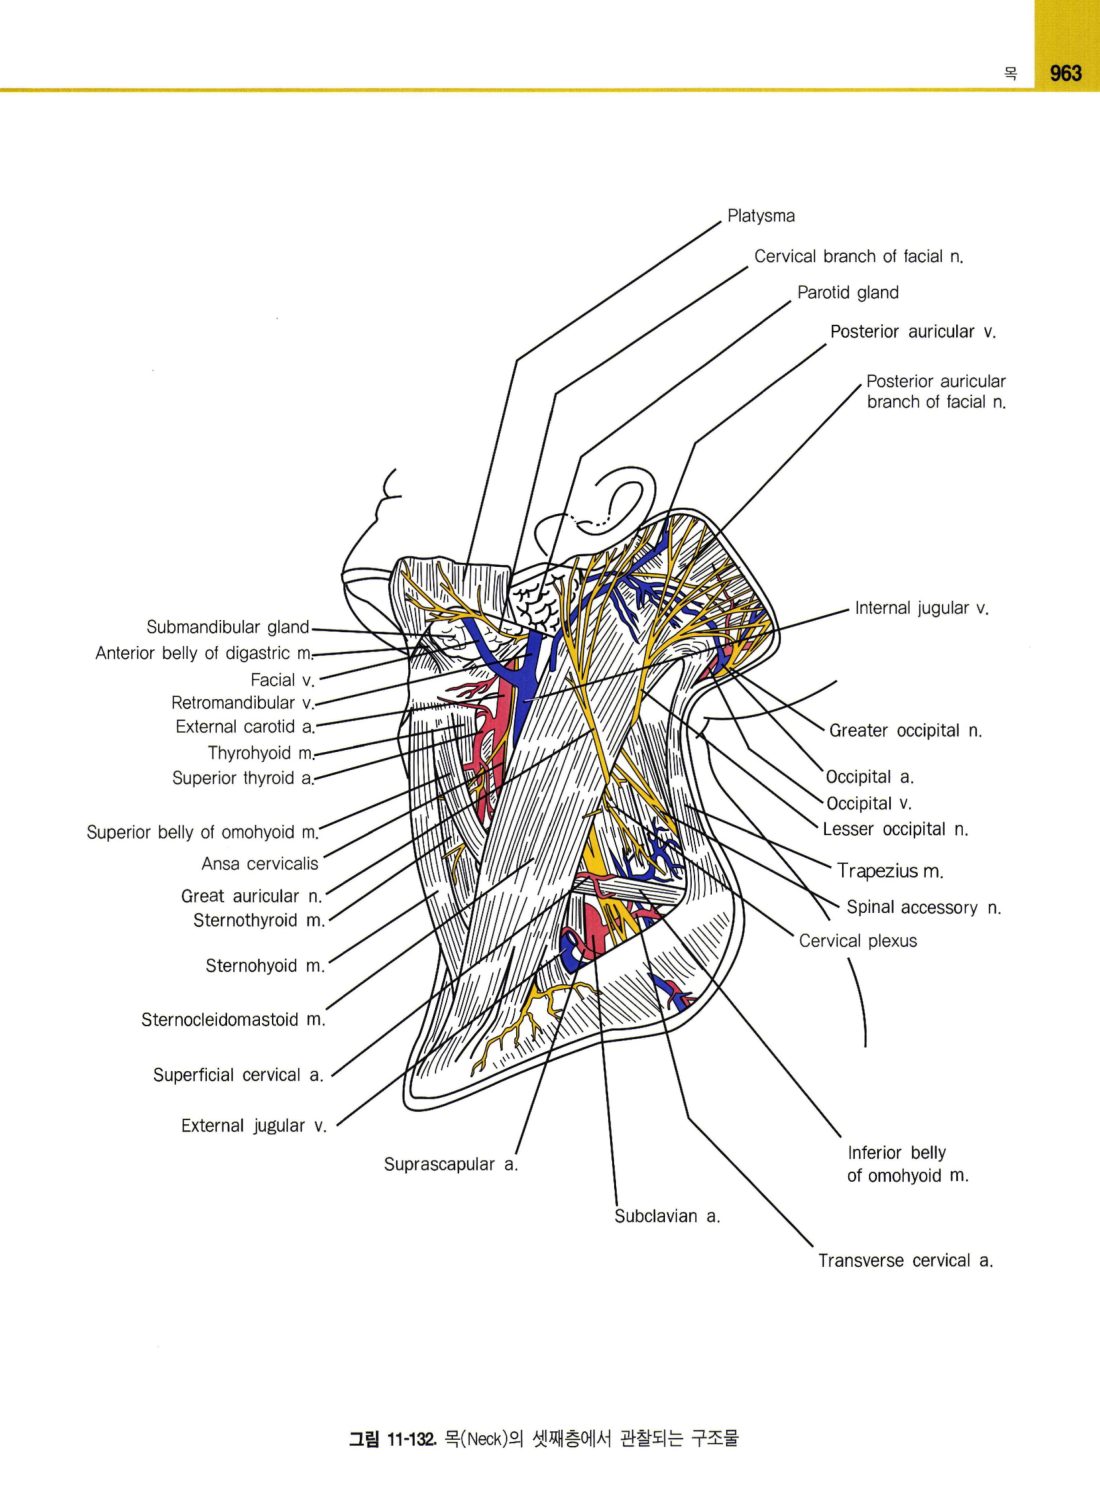 목 963
Platysma
Cervical branch of facial n.
Parotid gland
Posterior auricular v.
Posterior auricular
branch of facial n.
Internal jugular v.
Submandibular gland
Anterior belly of digastric m.
Facial v.
Retromandibular v.
External carotid a.
Thyrohyoid m.
Superior thyroid a.
Superior belly of omohyoid m.
Ansa cervicalis
Great auricular n.
Sternothyroid m.
Sternohyoid m.
Sternocleidomastoid m.
Superficial cervical a.
External jugular v.
Suprascapular a.
Subclavian a.
Greater occipital n.
Occipital a.
Occipital v.
Lesser occipital n.
Trapezius m.
Spinal accessory n.
Cervical plexus
Inferior belly
of omohyoid m.
Transverse cervical a.
그림 11-132. 목(Neck)의 셋째층에서 관찰되는 구조물